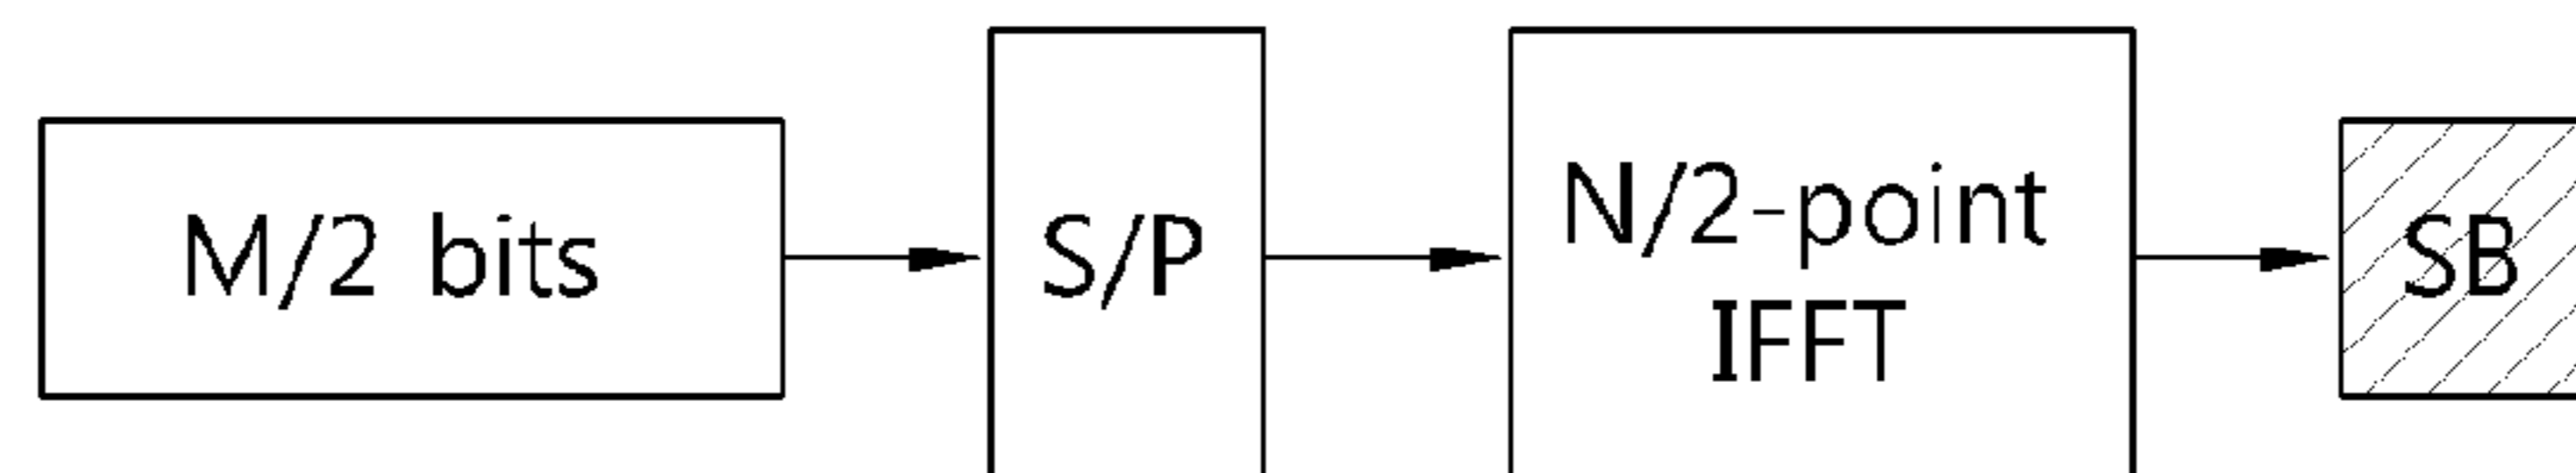 M/2 bits
S/P
N/2-point
IFFT
SB